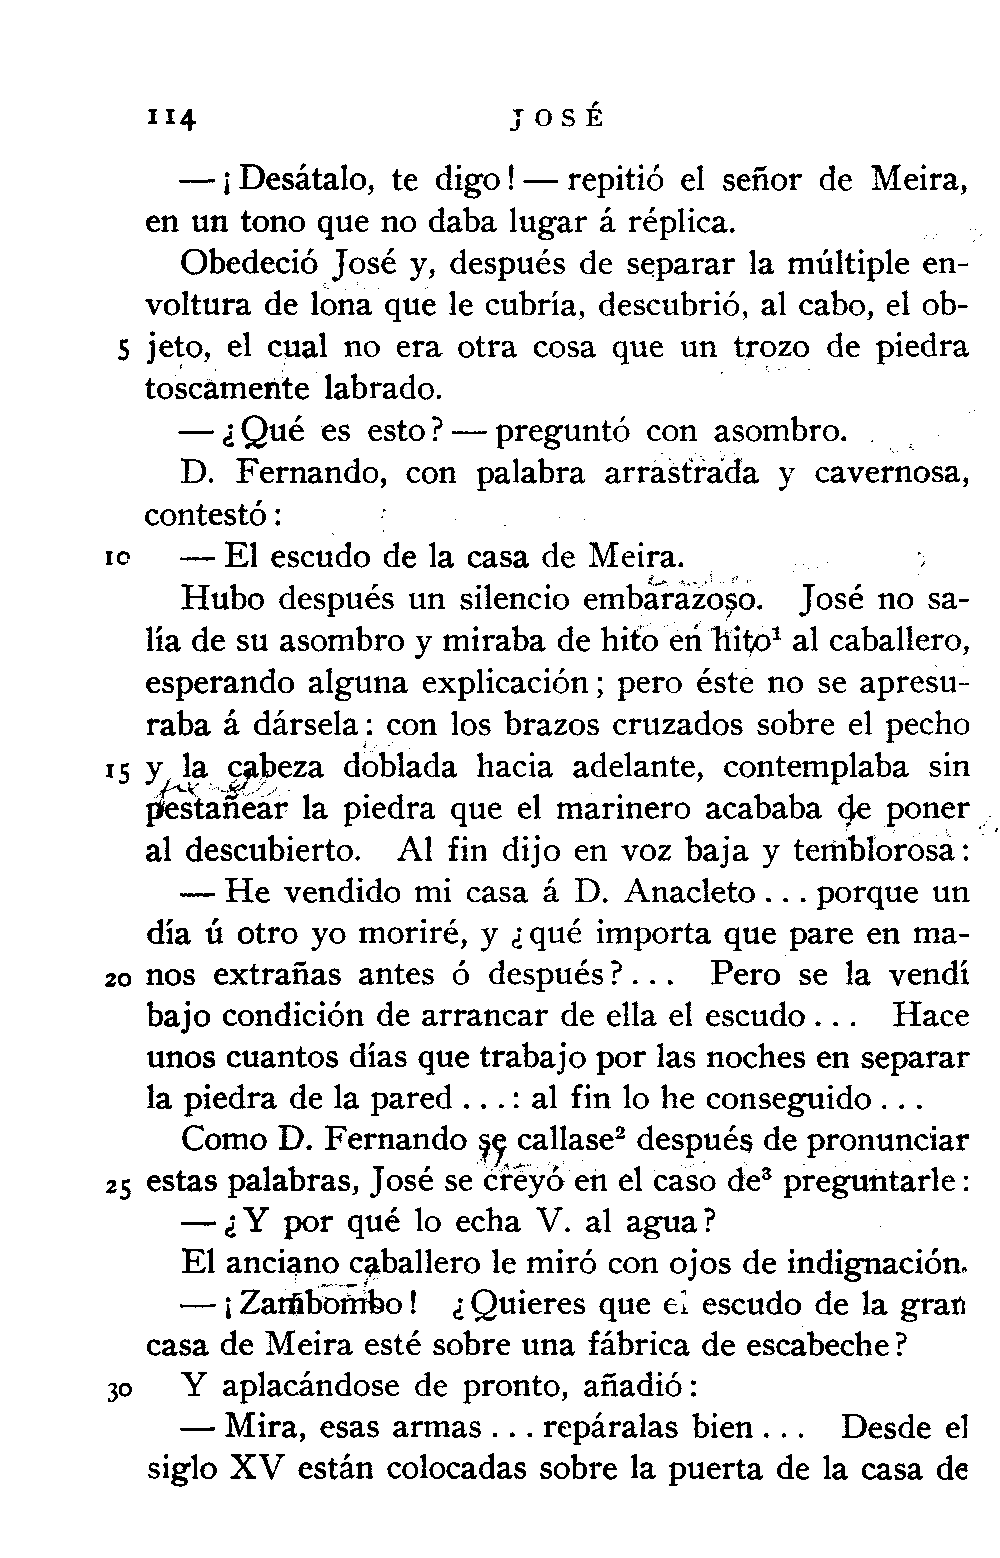 114 JOSÉ
— ¡Desátalo, te digo! — repitió el señor de Meira,
en un tono que no daba lugar á réplica.
Obedeció José y, después de separar la múltiple en-
voltura de lona que le cubría, descubrió, al cabo, el ob-
5 jeto, el cual no era otra cosa que un trozo de piedra
toscamente labrado.
— ¿Qué es esto? — preguntó con asombro.
D. Fernando, con palabra arrastrada y cavernosa,
contestó:
10 — El escudo de la casa de Meira.
Hubo después un silencio embarazoso. José no sa-
lía de su asombro y miraba de hito en hito¹ al caballero,
esperando alguna explicación; pero éste no se apresu-
raba á dársela: con los brazos cruzados sobre el pecho
15 y la cabeza doblada hacia adelante, contemplaba sin
pestañear la piedra que el marinero acababa de poner
al descubierto. Al fin dijo en voz baja y temblorosa:
— He vendido mi casa á D. Anacleto... porque un
día ú otro yo moriré, y ¿qué importa que pare en ma-
20 nos extrañas antes ó después?... Pero se la vendí
bajo condición de arrancar de ella el escudo... Hace
unos cuantos días que trabajo por las noches en separar
la piedra de la pared...: al fin lo he conseguido...
Como D. Fernando se callase² después de pronunciar
25 estas palabras, José se creyó en el caso de³ preguntarle:
— ¿Y por qué lo echa V. al agua?
El anciano caballero le miró con ojos de indignación.
— ¡Zambombo! ¿Quieres que el escudo de la gran
casa de Meira esté sobre una fábrica de escabeche?
30 Y aplacándose de pronto, añadió:
— Mira, esas armas... repáralas bien... Desde el
siglo XV están colocadas sobre la puerta de la casa de